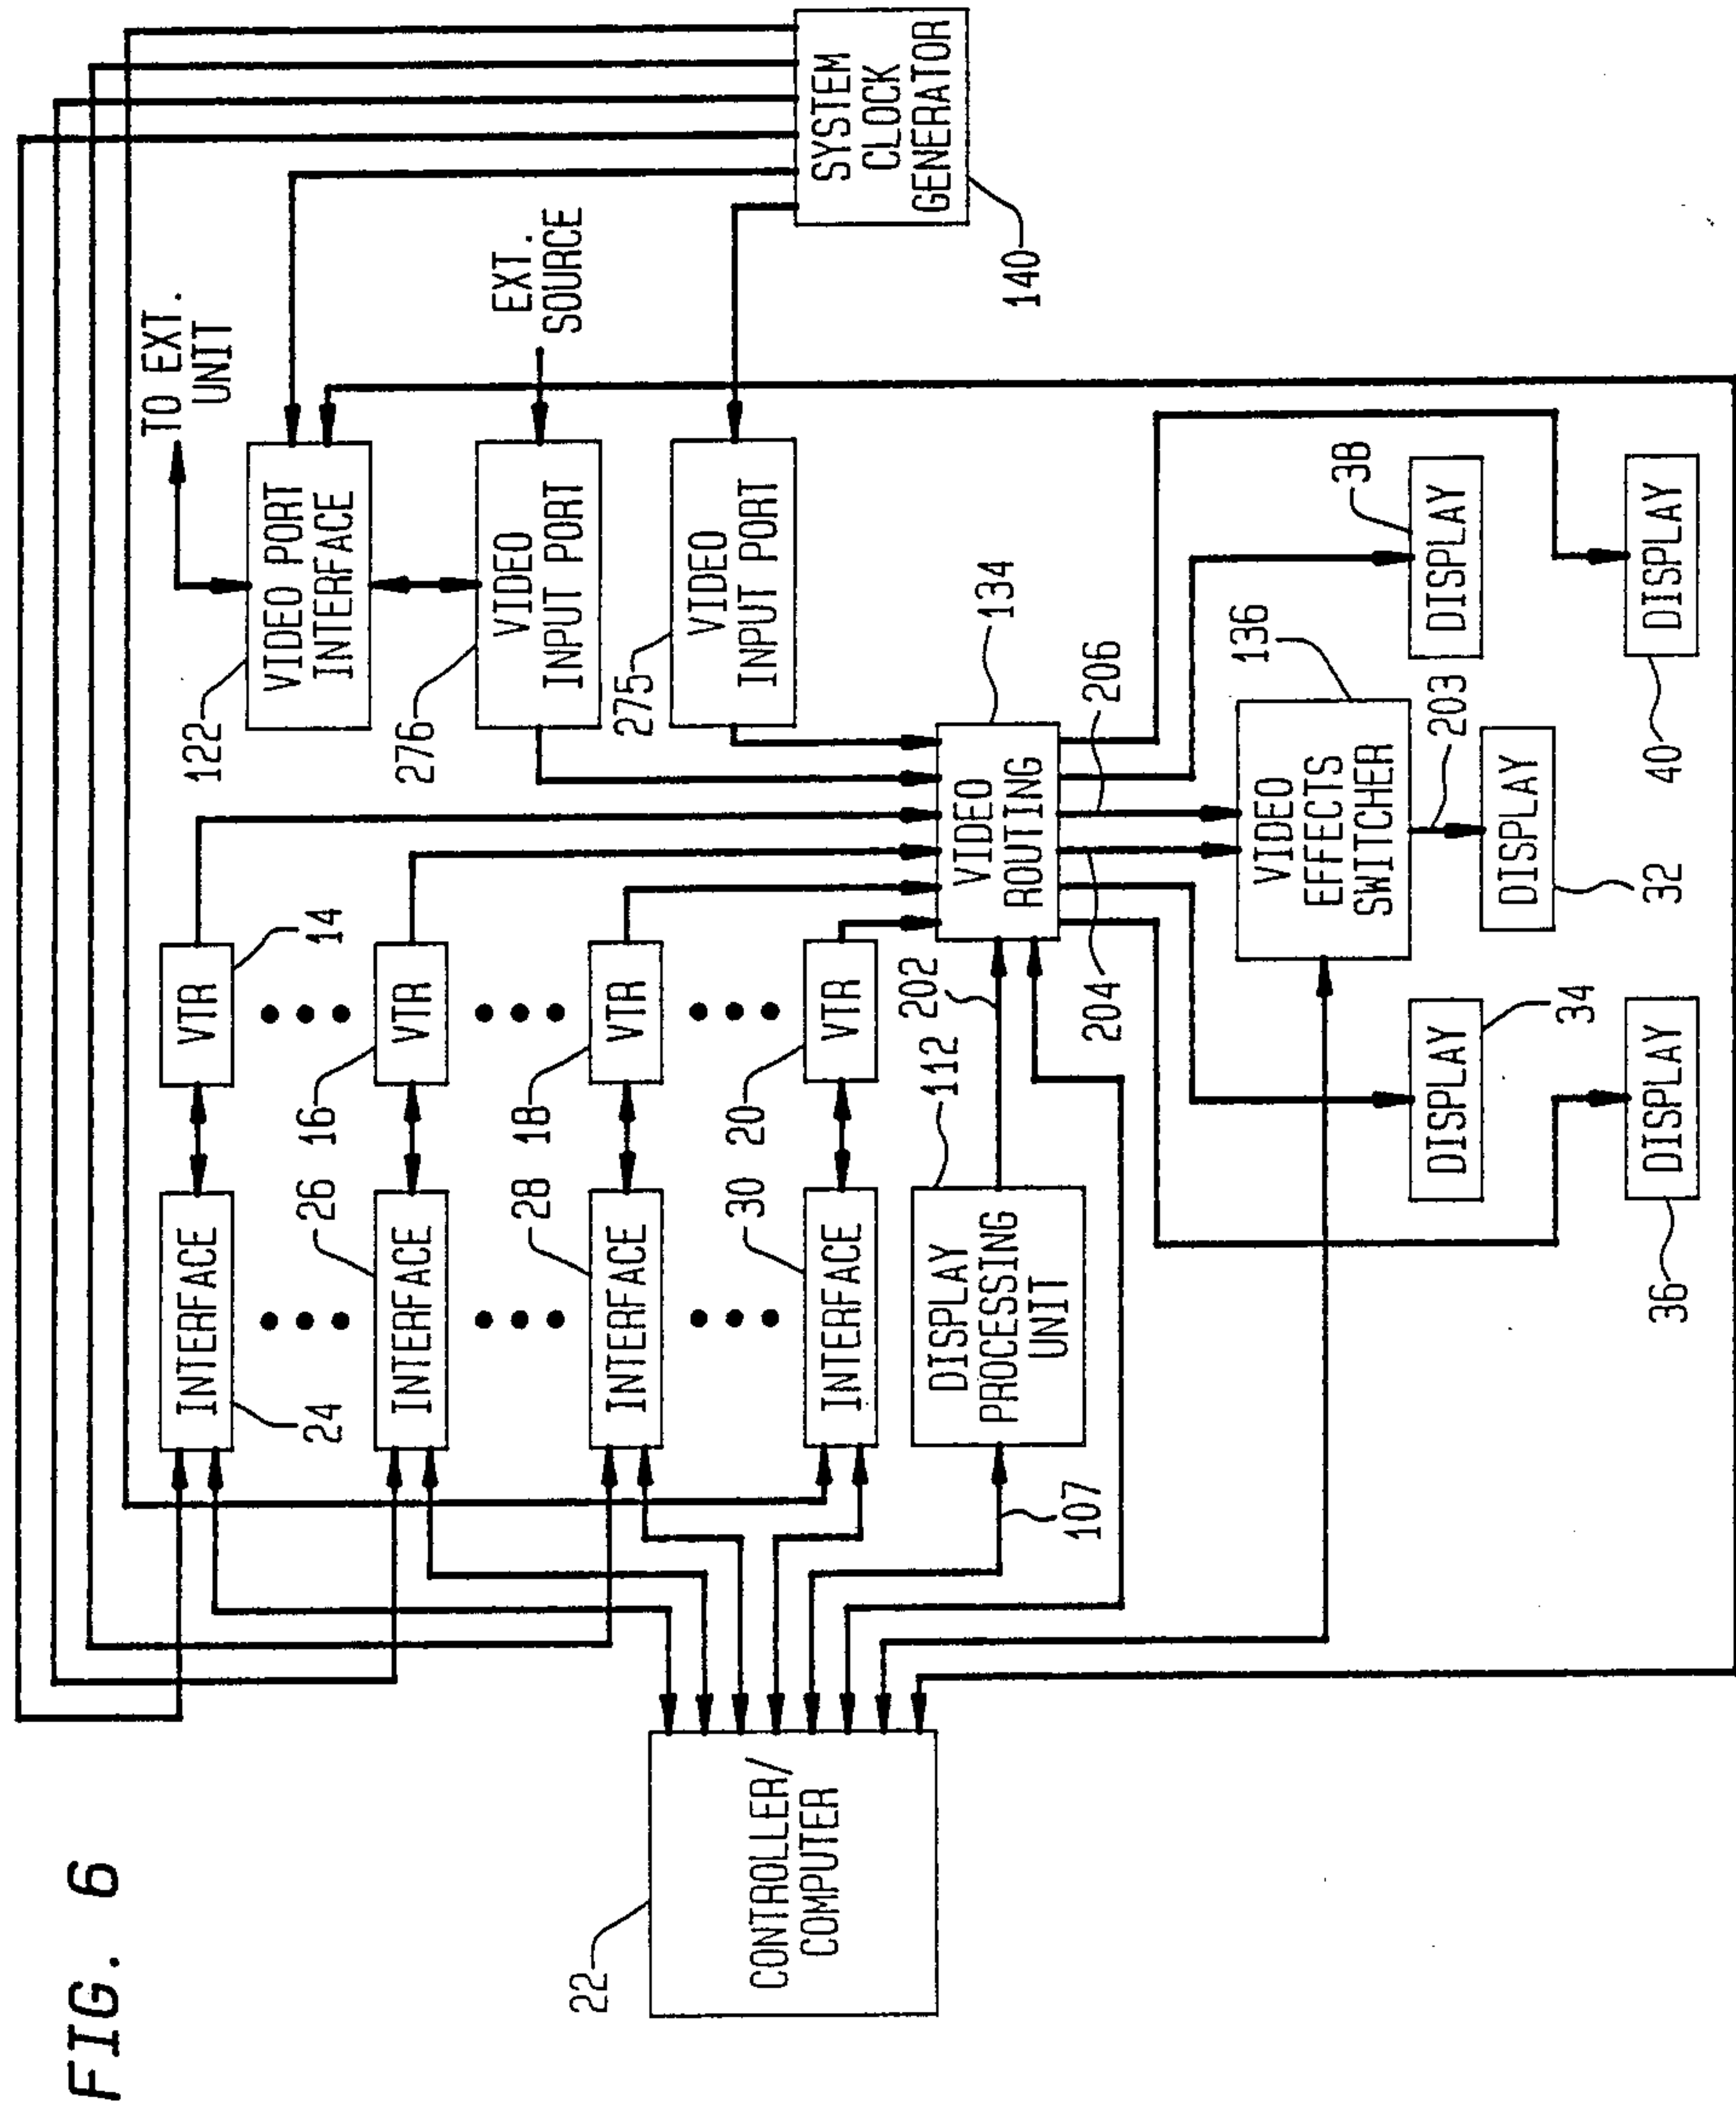 FIG. 6
SYSTEM
CLOCK
GENERATOR
140
TO EXT.
UNIT
EXT.
SOURCE
VIDEO PORT
INTERFACE
122
VIDEO
INPUT PORT
276
VIDEO
INPUT PORT
275
INTERFACE
24
VTR
14
INTERFACE
26
VTR
16
INTERFACE
28
VTR
18
INTERFACE
30
VTR
20
DISPLAY
PROCESSING
UNIT
112
107
202
VIDEO
ROUTING
134
204
206
CONTROLLER/
COMPUTER
22
VIDEO
EFFECTS
SWITCHER
136
203
DISPLAY
34
DISPLAY
32
DISPLAY
38
DISPLAY
36
DISPLAY
40